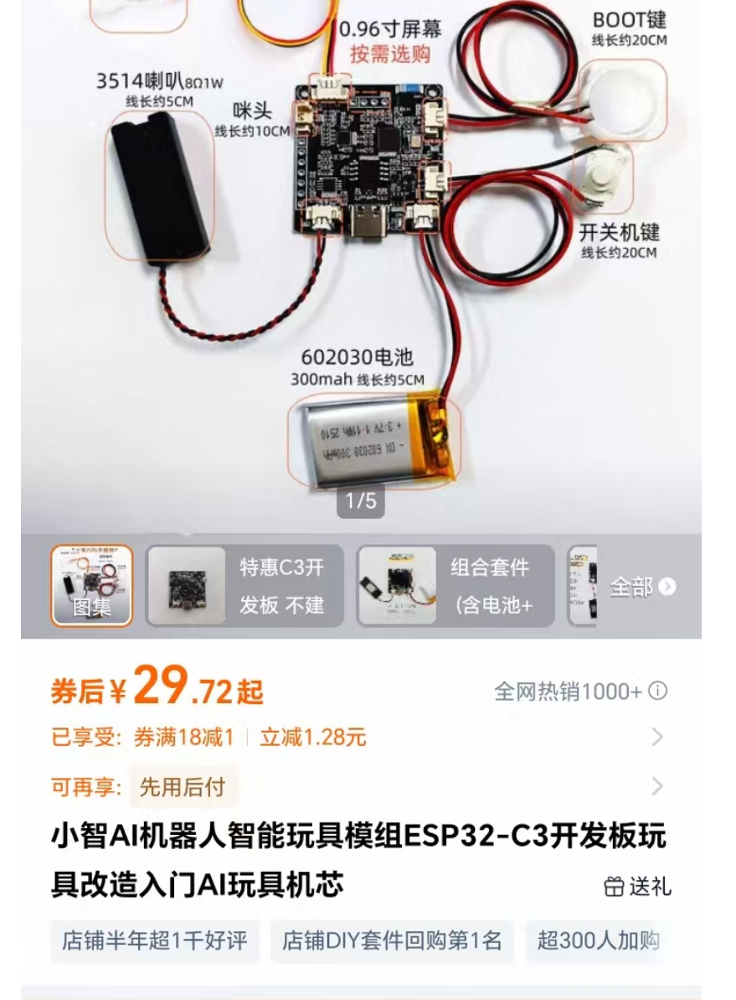 0.96寸屏幕
按需选购
BOOT键
线长约20CM
3514喇叭8Ω1W
线长约5CM
咪头
线长约10CM
开关机键
线长约20CM
602030电池
300mah 线长约5CM
+ 3.7V 1.11Wh 2510
- DX 602030 300mAh
1/5
图集
特惠C3开
发板 不建
组合套件
(含电池+
全部
券后¥29.72起
全网热销1000+
已享受: 券满18减1 | 立减1.28元
可再享: 先用后付
小智AI机器人智能玩具模组ESP32-C3开发板玩
具改造入门AI玩具机芯
送礼
店铺半年超1千好评
店铺DIY套件回购第1名
超300人加购